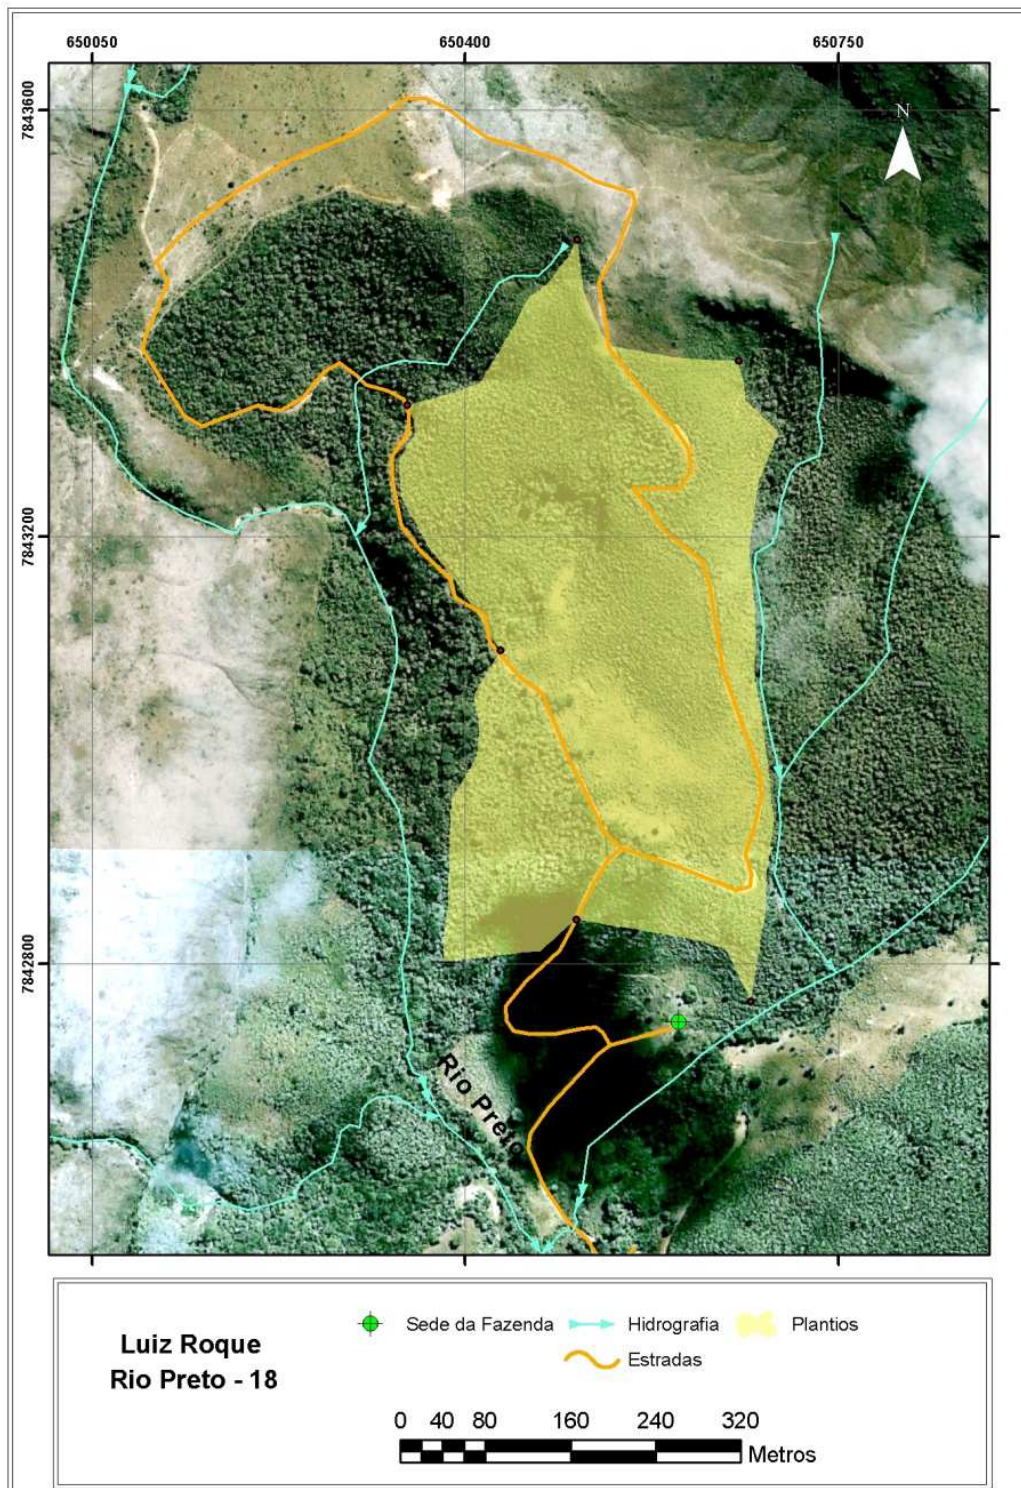 650050 650400 650750
7843600
N
7843200
7842800
Rio Preto
Luiz Roque
Rio Preto - 18
Sede da Fazenda Hidrografia Plantios
Estradas
0 40 80 160 240 320
Metros